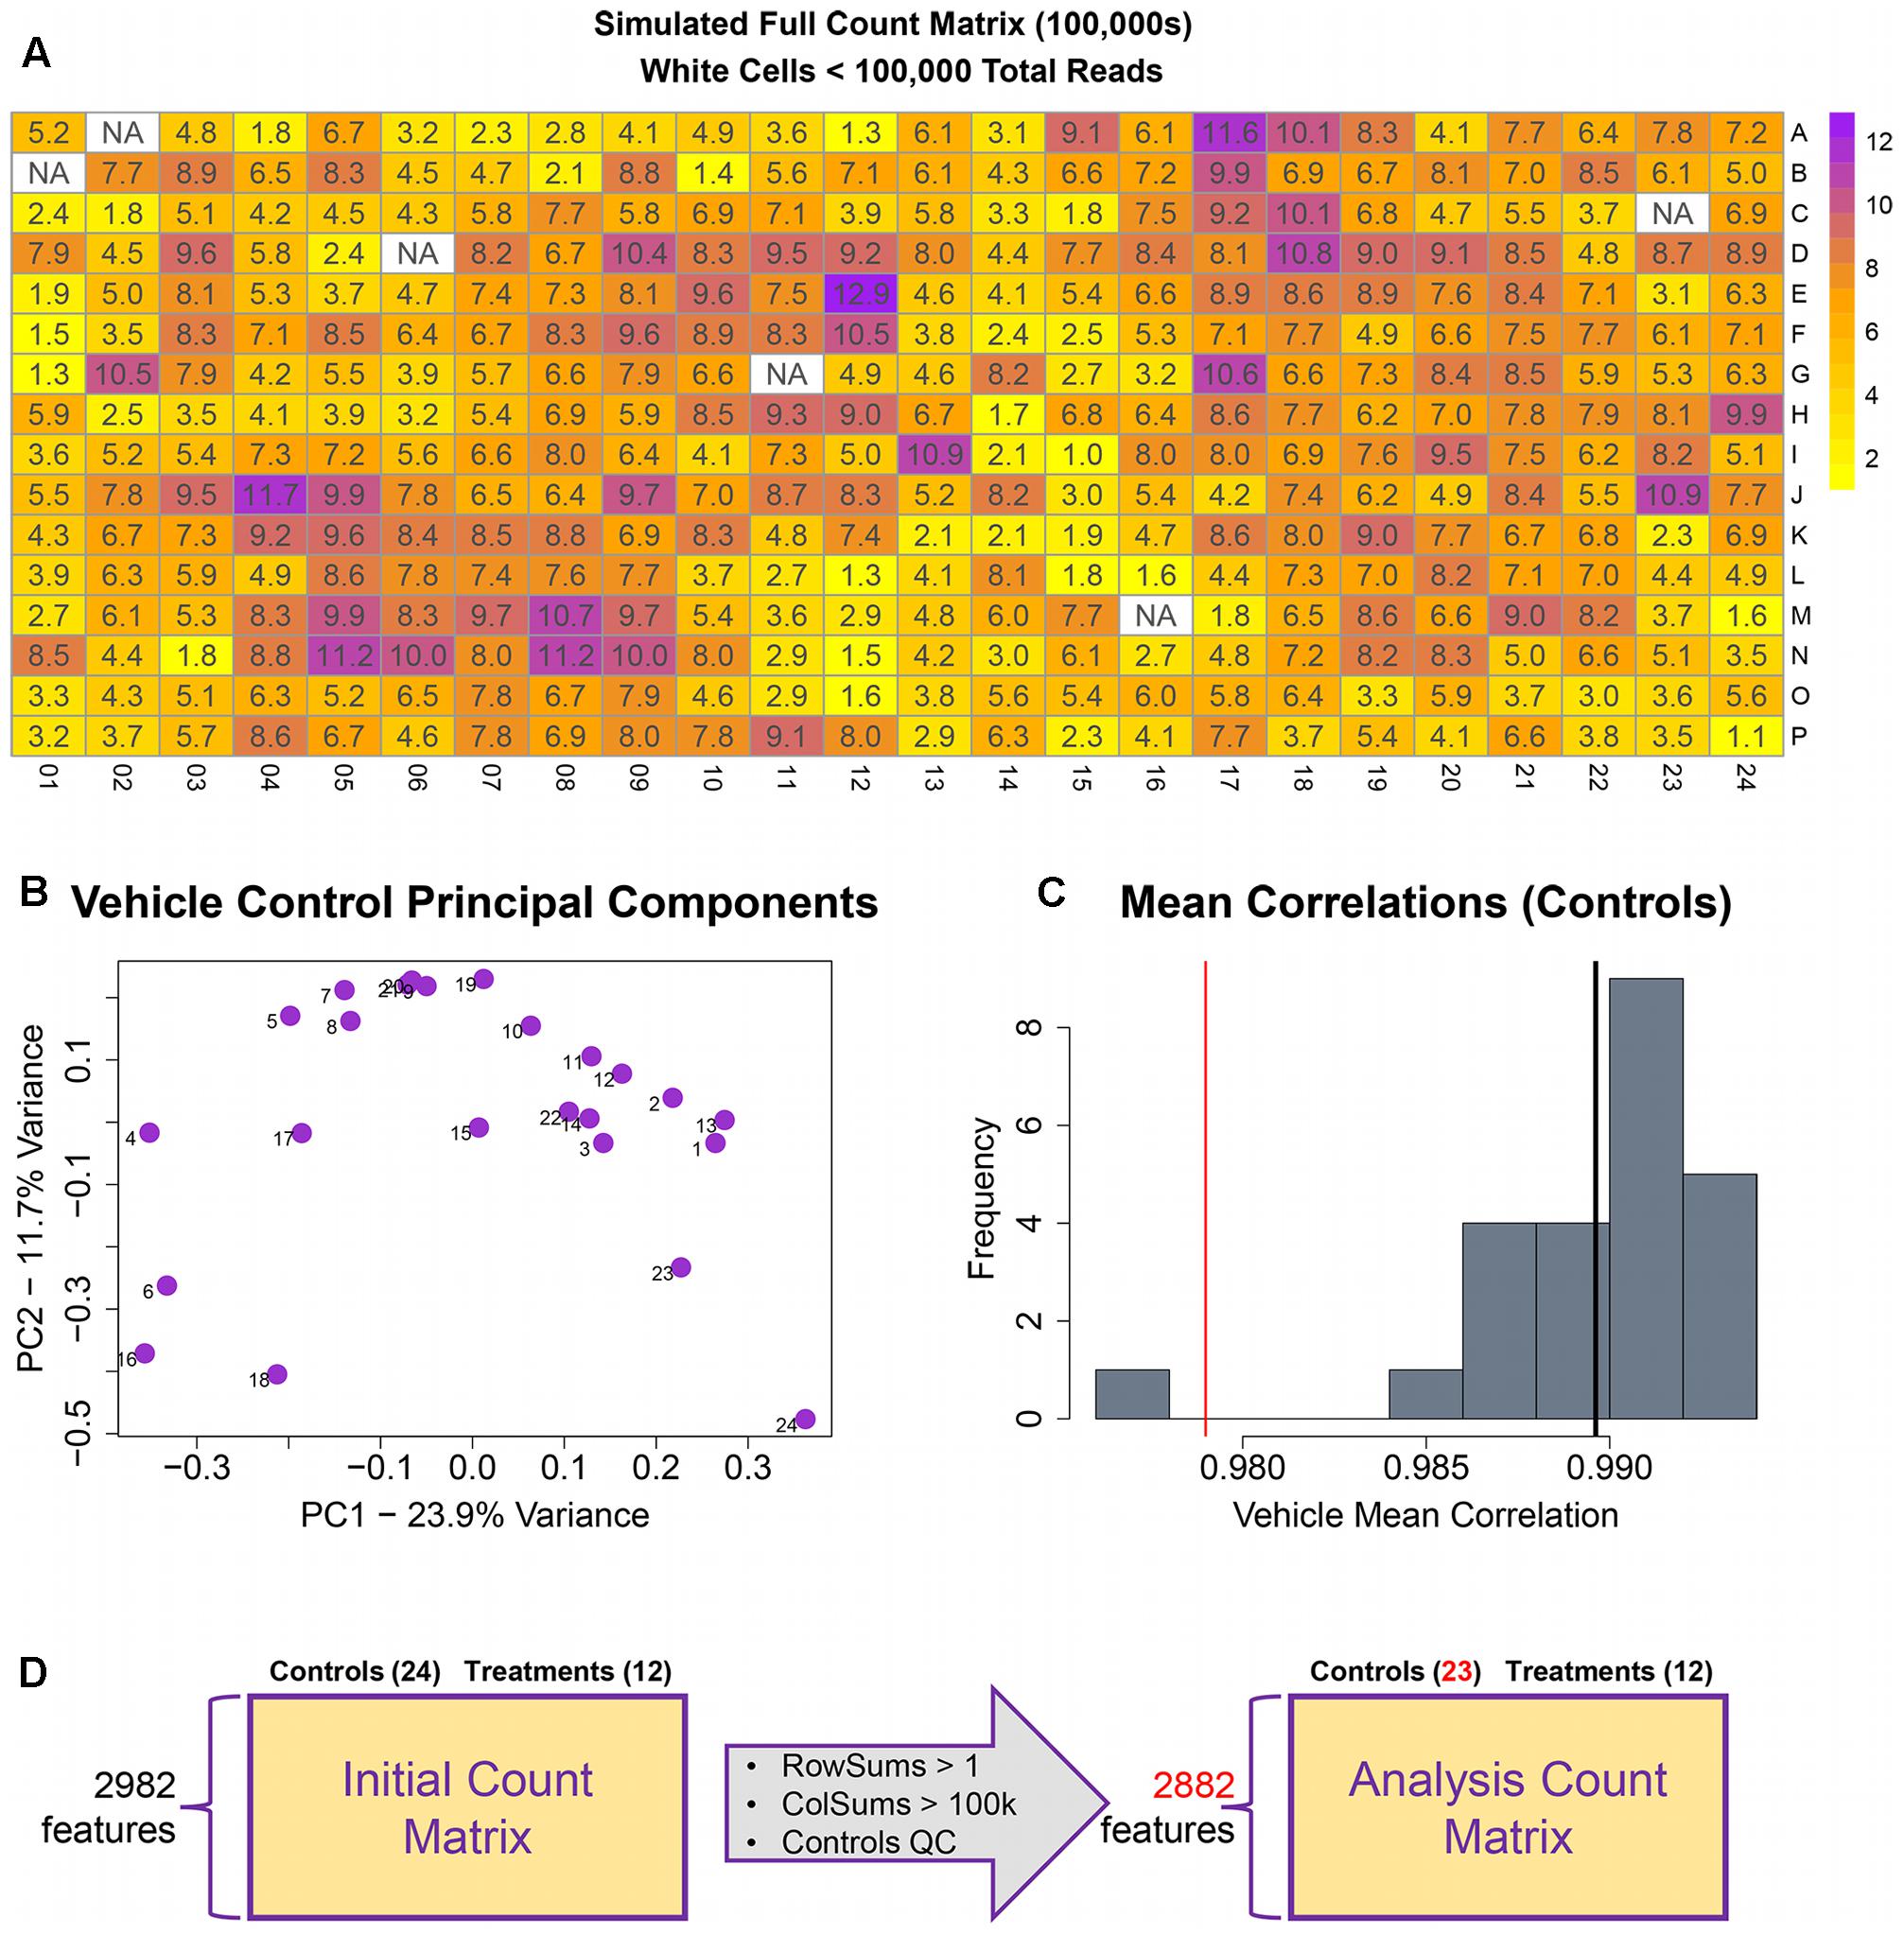 A
Simulated Full Count Matrix (100,000s)
White Cells < 100,000 Total Reads
5.2 NA 4.8 1.8 6.7 3.2 2.3 2.8 4.1 4.9 3.6 1.3 6.1 3.1 9.1 6.1 11.6 10.1 8.3 4.1 7.7 6.4 7.8 7.2 A
NA 7.7 8.9 6.5 8.3 4.5 4.7 2.1 8.8 1.4 5.6 7.1 6.1 4.3 6.6 7.2 9.9 6.9 6.7 8.1 7.0 8.5 6.1 5.0 B
2.4 1.8 5.1 4.2 4.5 4.3 5.8 7.7 5.8 6.9 7.1 3.9 5.8 3.3 1.8 7.5 9.2 10.1 6.8 4.7 5.5 3.7 NA 6.9 C
7.9 4.5 9.6 5.8 2.4 NA 8.2 6.7 10.4 8.3 9.5 9.2 8.0 4.4 7.7 8.4 8.1 10.8 9.0 9.1 8.5 4.8 8.7 8.9 D
1.9 5.0 8.1 5.3 3.7 4.7 7.4 7.3 8.1 9.6 7.5 12.9 4.6 4.1 5.4 6.6 8.9 8.6 8.9 7.6 8.4 7.1 3.1 6.3 E
1.5 3.5 8.3 7.1 8.5 6.4 6.7 8.3 9.6 8.9 8.3 10.5 3.8 2.4 2.5 5.3 7.1 7.7 4.9 6.6 7.5 7.7 6.1 7.1 F
1.3 10.5 7.9 4.2 5.5 3.9 5.7 6.6 7.9 6.6 NA 4.9 4.6 8.2 2.7 3.2 10.6 6.6 7.3 8.4 8.5 5.9 5.3 6.3 G
5.9 2.5 3.5 4.1 3.9 3.2 5.4 6.9 5.9 8.5 9.3 9.0 6.7 1.7 6.8 6.4 8.6 7.7 6.2 7.0 7.8 7.9 8.1 9.9 H
3.6 5.2 5.4 7.3 7.2 5.6 6.6 8.0 6.4 4.1 7.3 5.0 10.9 2.1 1.0 8.0 8.0 6.9 7.6 9.5 7.5 6.2 8.2 5.1 I
5.5 7.8 9.5 11.7 9.9 7.8 6.5 6.4 9.7 7.0 8.7 8.3 5.2 8.2 3.0 5.4 4.2 7.4 6.2 4.9 8.4 5.5 10.9 7.7 J
4.3 6.7 7.3 9.2 9.6 8.4 8.5 8.8 6.9 8.3 4.8 7.4 2.1 2.1 1.9 4.7 8.6 8.0 9.0 7.7 6.7 6.8 2.3 6.9 K
3.9 6.3 5.9 4.9 8.6 7.8 7.4 7.6 7.7 3.7 2.7 1.3 4.1 8.1 1.8 1.6 4.4 7.3 7.0 8.2 7.1 7.0 4.4 4.9 L
2.7 6.1 5.3 8.3 9.9 8.3 9.7 10.7 9.7 5.4 3.6 2.9 4.8 6.0 7.7 NA 1.8 6.5 8.6 6.6 9.0 8.2 3.7 1.6 M
8.5 4.4 1.8 8.8 11.2 10.0 8.0 11.2 10.0 8.0 2.9 1.5 4.2 3.0 6.1 2.7 4.8 7.2 8.2 8.3 5.0 6.6 5.1 3.5 N
3.3 4.3 5.1 6.3 5.2 6.5 7.8 6.7 7.9 4.6 2.9 1.6 3.8 5.6 5.4 6.0 5.8 6.4 3.3 5.9 3.7 3.0 3.6 5.6 O
3.2 3.7 5.7 8.6 6.7 4.6 7.8 6.9 8.0 7.8 9.1 8.0 2.9 6.3 2.3 4.1 7.7 3.7 5.4 4.1 6.6 3.8 3.5 1.1 P
01 02 03 04 05 06 07 08 09 10 11 12 13 14 15 16 17 18 19 20 21 22 23 24
12
10
8
6
4
2
B
Vehicle Control Principal Components
PC2 − 11.7% Variance
0.1
−0.1
−0.3
−0.5
7
20
21
9
19
5
8
10
11
12
2
22
14
13
4
17
15
3
1
6
23
16
18
24
−0.3 −0.1 0.0 0.1 0.2 0.3
PC1 − 23.9% Variance
C
Mean Correlations (Controls)
Frequency
8
6
4
2
0
0.980 0.985 0.990
Vehicle Mean Correlation
D
Controls (24) Treatments (12)
2982
features
Initial Count
Matrix
• RowSums > 1
• ColSums > 100k
• Controls QC
Controls (23) Treatments (12)
2882
features
Analysis Count
Matrix